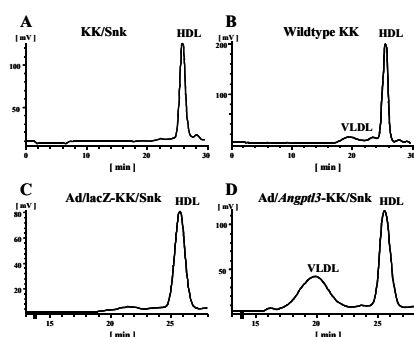 A
KK/Snk
[ mV ]
HDL
100
50
0 5 10 15 20 25 30
[ min ]
B
Wildtype KK
[ mV ]
HDL
200
100
VLDL
0 5 10 15 20 25 30
[ min ]
C
Ad/lacZ-KK/Snk
[ mV ]
HDL
80
60
40
20
0
15 20 25
[ min ]
D
Ad/Angptl3-KK/Snk
[ mV ]
HDL
100
VLDL
50
15 20 25
[ min ]